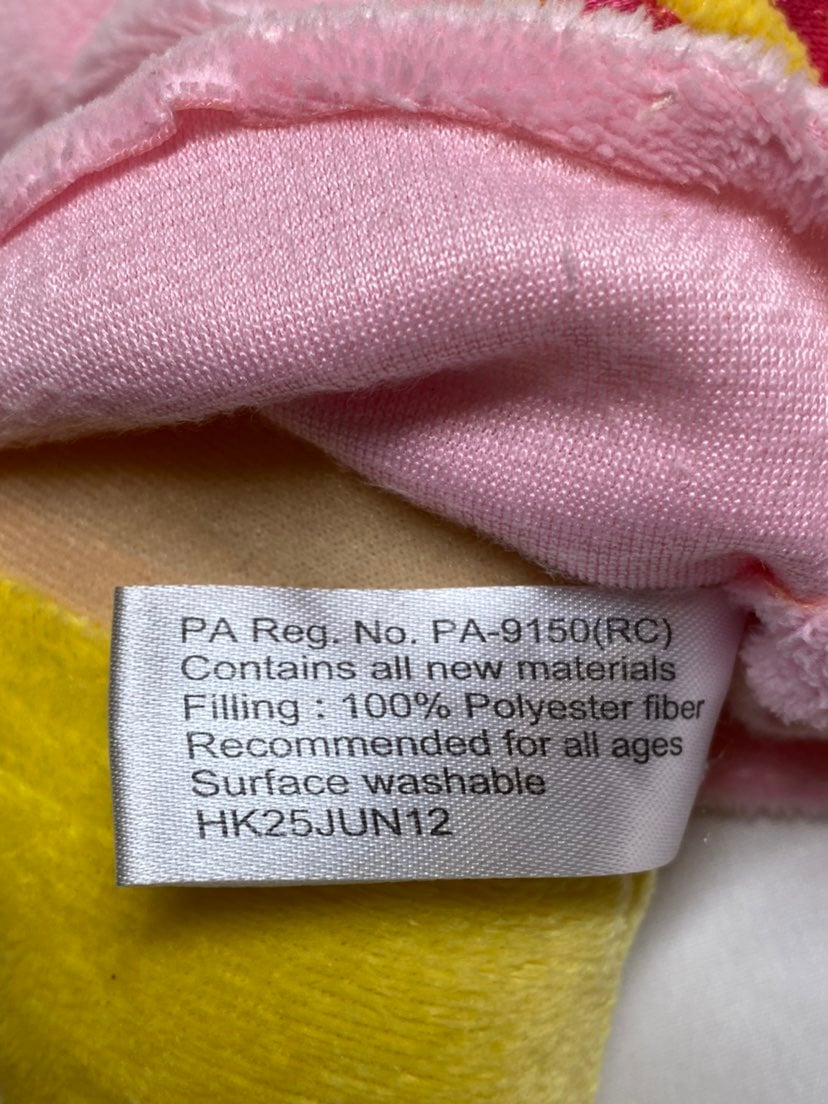 PA Reg. No. PA-9150(RC)
Contains all new materials
Filling : 100% Polyester fiber
Recommended for all ages
Surface washable
HK25JUN12